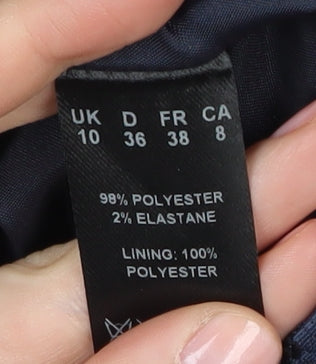 UK D FR CA
10 36 38 8
98% POLYESTER
2% ELASTANE
LINING: 100%
POLYESTER